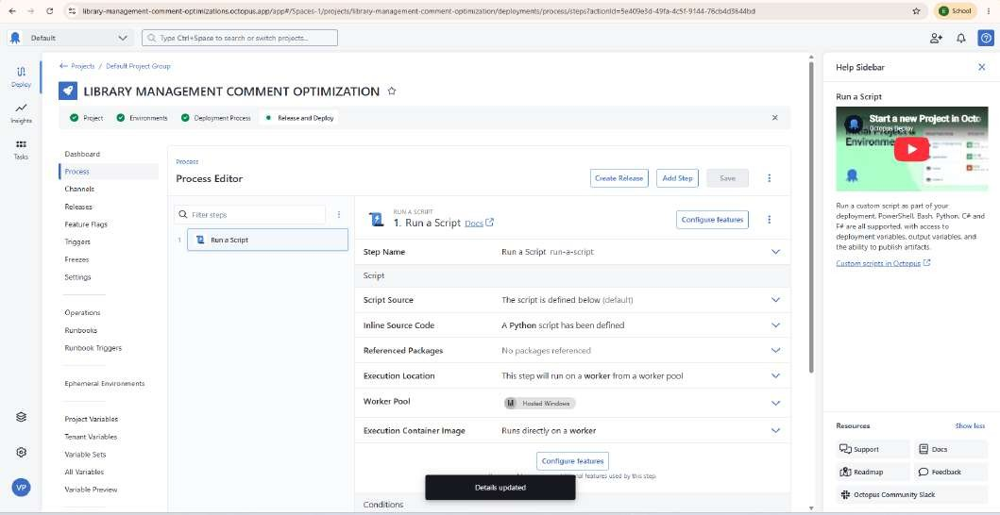 library-management-comment-optimizations.octopus.app/app#/Spaces-1/projects/library-management-comment-optimization/deployments/process/steps?actionId=5e409e3d-49fa-4c5f-9144-76cb4d3644bd
School
Default
Type Ctrl+Space to search or switch projects...
Deploy
Insights
Tasks
VP
Projects / Default Project Group
LIBRARY MANAGEMENT COMMENT OPTIMIZATION
Project
Environments
Deployment Process
Release and Deploy
Dashboard
Process
Channels
Releases
Feature Flags
Triggers
Freezes
Settings
Operations
Runbooks
Runbook Triggers
Ephemeral Environments
Project Variables
Tenant Variables
Variable Sets
All Variables
Variable Preview
Process
Process Editor
Create Release
Add Step
Save
Filter steps
1 Run a Script
RUN A SCRIPT
1. Run a Script Docs
Configure features
Step Name Run a Script run-a-script
Script
Script Source The script is defined below (default)
Inline Source Code A Python script has been defined
Referenced Packages No packages referenced
Execution Location This step will run on a worker from a worker pool
Worker Pool Hosted Windows
Execution Container Image Runs directly on a worker
Configure features
features used by this step.
Details updated
Conditions
Help Sidebar
Run a Script
Start a new Project in Octo
Octopus Deploy
Initial Project &
Environment
Run a custom script as part of your
deployment. PowerShell, Bash, Python, C# and
F# are all supported, with access to
deployment variables, output variables, and
the ability to publish artifacts.
Custom scripts in Octopus
Resources
Show less
Support
Docs
Roadmap
Feedback
Octopus Community Slack